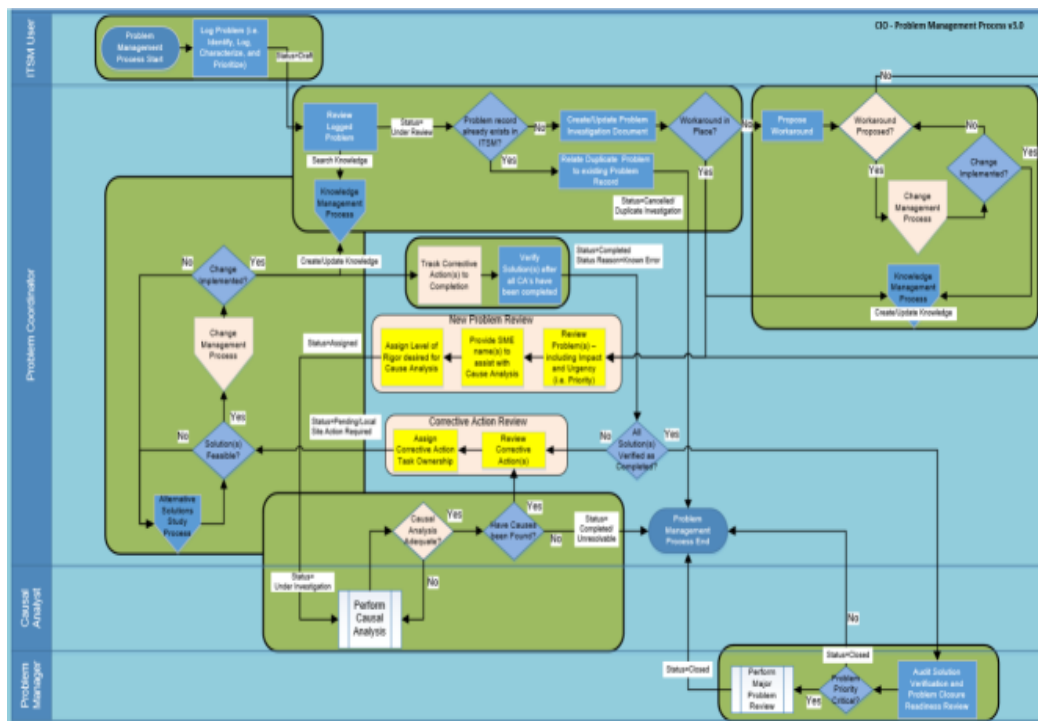 CIO - Problem Management Process v3.0
ITSM User
Problem
Management
Process Start
Log Problem (i.e.
Identify, Log,
Characterize, and
Prioritize)
Status=Draft
Problem Coordinator
Review
Logged
Problem
Status=
Under Review
Search Knowledge
Knowledge
Management
Process
Create/Update Knowledge
Problem record
already exists in
ITSM?
No
Yes
Create/Update Problem
Investigation Document
Relate Duplicate Problem
to existing Problem
Record
Status=Cancelled/
Duplicate Investigation
Workaround in
Place?
No
Yes
Propose
Workaround
Workaround
Proposed?
No
Yes
Change
Management
Process
Change
Implemented?
No
Yes
Knowledge
Management
Process
Create/Update Knowledge
No
Yes
Change
Implemented?
Change
Management
Process
Yes
No
Solution(s)
Feasible?
Alternative
Solutions
Study
Process
Track Corrective
Action(s) to
Completion
Verify
Solution(s) after
all CA's have
been completed
Status=Completed
Status Reason=Known Error
New Problem Review
Status=Assigned
Assign Level of
Rigor desired for
Cause Analysis
Provide SME
name(s) to
assist with
Cause Analysis
Review
Problem(s) –
including Impact
and Urgency
(i.e. Priority)
Corrective Action Review
Status=Pending/Local
Site Action Required
Assign
Corrective Action
Task Ownership
Review
Corrective
Action(s)
No
Yes
All
Solution(s)
Verified as
Completed?
Causal
Analysis
Adequate?
Yes
No
Have Causes
been Found?
Yes
No
Status=
Completed/
Unresolvable
Problem
Management
Process End
Causal
Analyst
Status=
Under Investigation
Perform
Causal
Analysis
Problem
Manager
No
Status=Closed
Status=Closed
Perform
Major
Problem
Review
Yes
Problem
Priority
Critical?
Audit Solution
Verification and
Problem Closure
Readiness Review